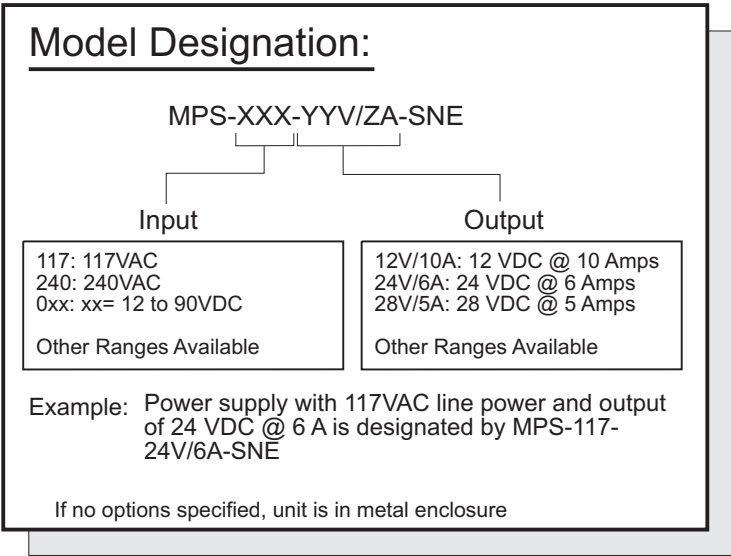 Model Designation:
MPS-XXX-YYV/ZA-SNE
Input
117: 117VAC
240: 240VAC
0xx: xx= 12 to 90VDC
Other Ranges Available
Output
12V/10A: 12 VDC @ 10 Amps
24V/6A: 24 VDC @ 6 Amps
28V/5A: 28 VDC @ 5 Amps
Other Ranges Available
Example: Power supply with 117VAC line power and output
of 24 VDC @ 6 A is designated by MPS-117-
24V/6A-SNE
If no options specified, unit is in metal enclosure